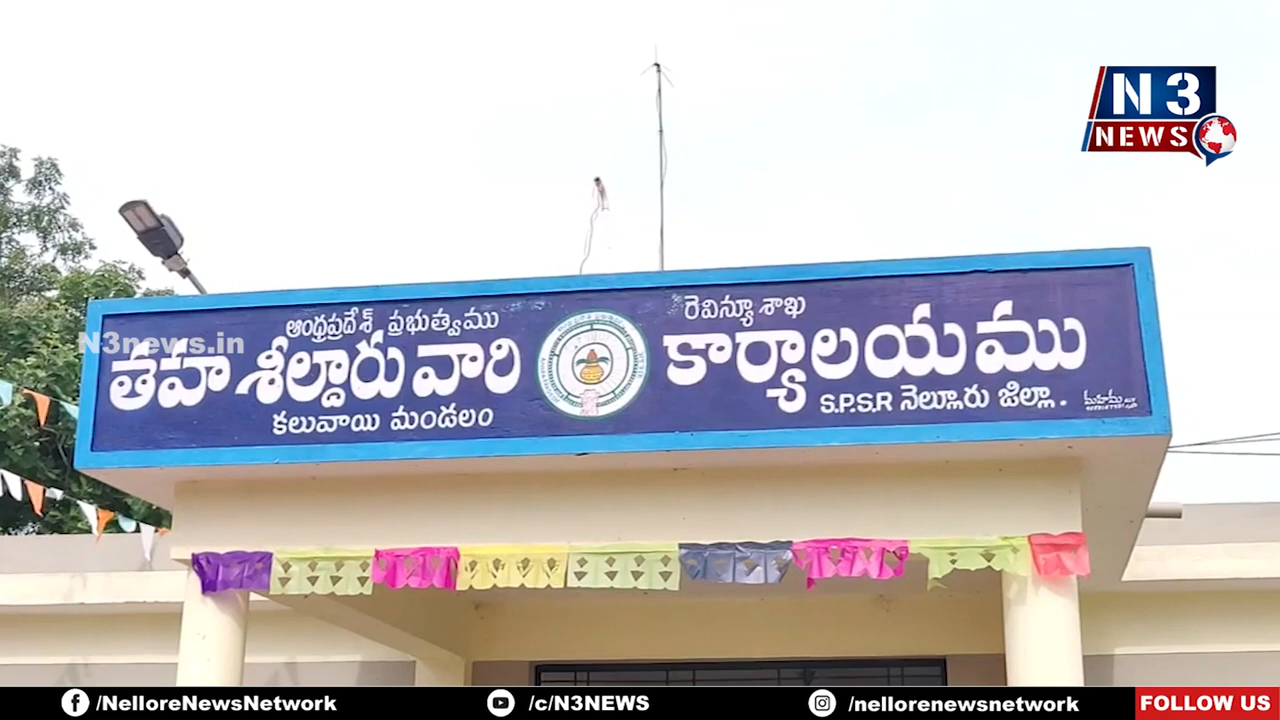 N3
NEWS
ఆంధ్రప్రదేశ్ ప్రభుత్వము
రెవిన్యూ శాఖ
N3news.in
తహశీల్దారు వారి
కార్యాలయము
కలువాయి మండలం
S.P.S.R నెల్లూరు జిల్లా.
/NelloreNewsNetwork
/c/N3NEWS
/nellorenewsnetwork
FOLLOW US